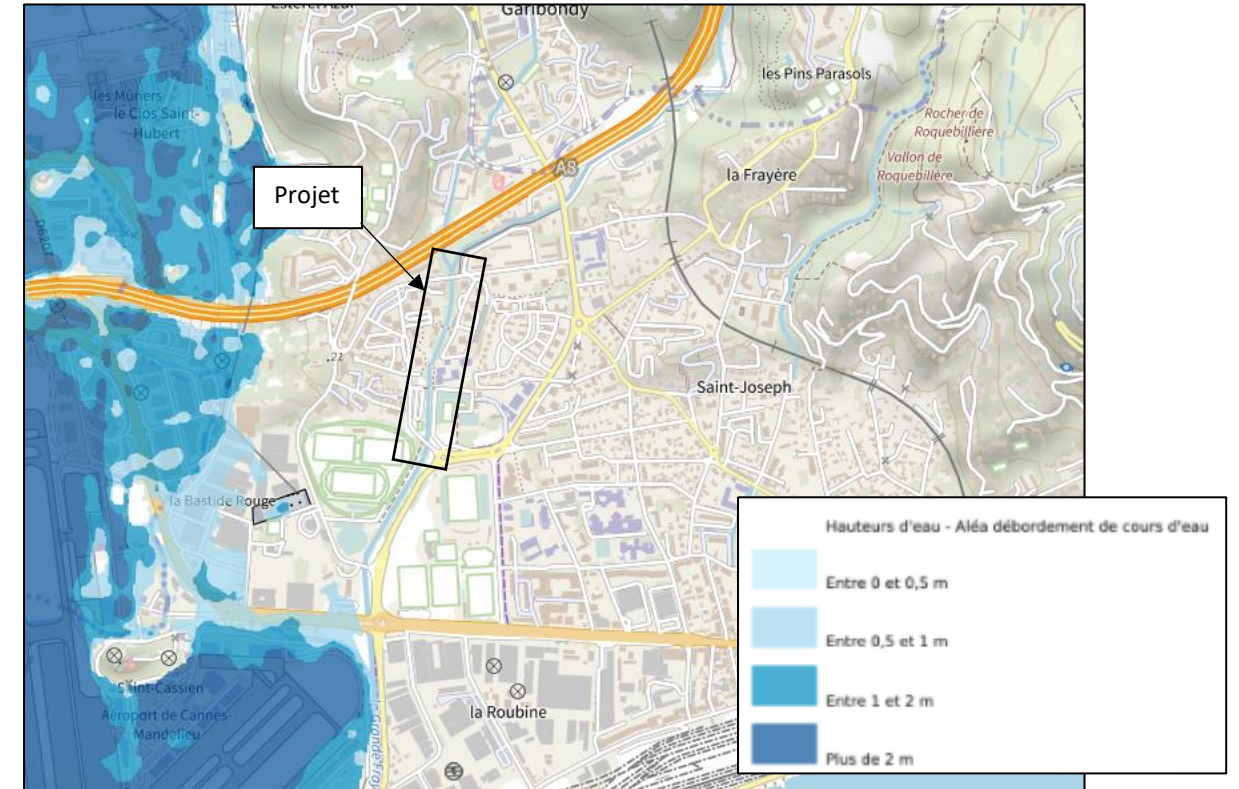 Garibondy
les Pins Parasols
les Mûriers
le Clos Saint-
Hubert
Rocher de
Roquebillière
Vallon de
Roquebillère
A8
la Frayère
Projet
.21
Saint-Joseph
la Bastide Rouge
Hauteurs d'eau - Aléa débordement de cours d'eau
Entre 0 et 0,5 m
Entre 0,5 et 1 m
Entre 1 et 2 m
Plus de 2 m
Saint-Cassien
Aéroport de Cannes-
Mandelieu
la Roubine